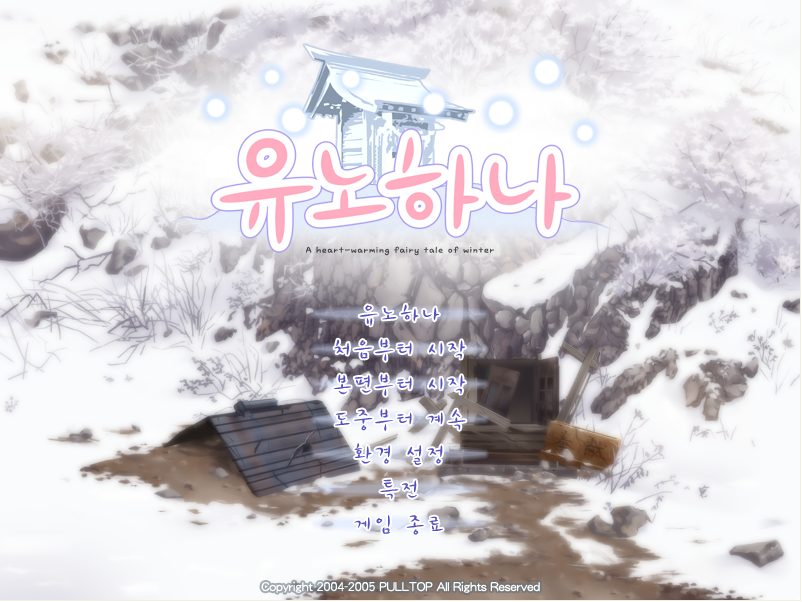 유노하나
A heart-warming fairy tale of winter
유노하나
처음부터 시작
본편부터 시작
도중부터 계속
환경 설정
특전
게임 종료
Copyright 2004-2005 PULLTOP All Rights Reserved